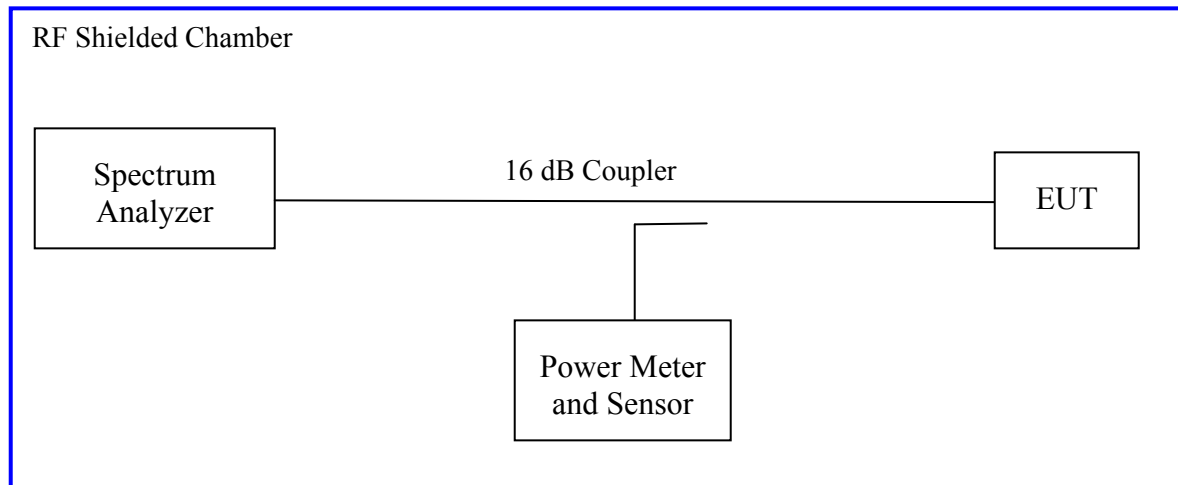 RF Shielded Chamber
16 dB Coupler
Spectrum
Analyzer
EUT
Power Meter
and Sensor